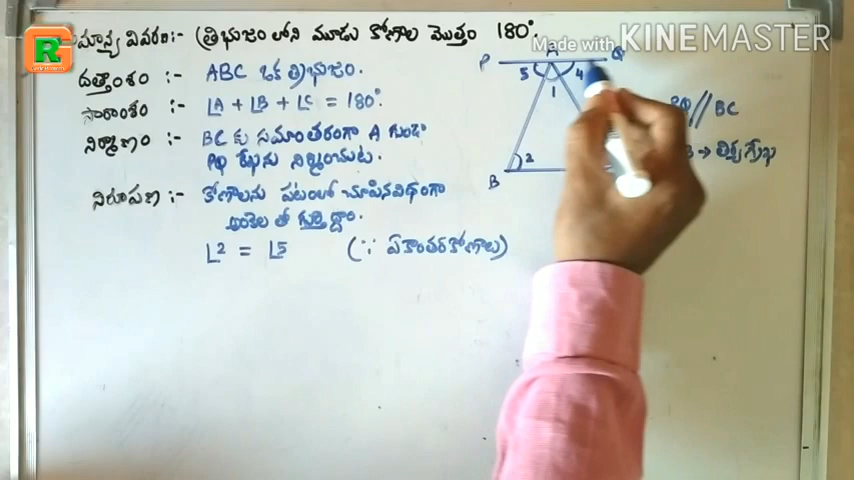 సామాన్య వివరణ :- త్రిభుజం లోని మూడు కోణాల మొత్తం 180°.
దత్తాంశం :- ABC ఒక త్రిభుజం.
సారాంశం :- ∠A + ∠B + ∠C = 180°.
నిర్మాణం :- BC కు సమాంతరంగా A గుండా
PQ రేఖను నిర్మించుట.
నిరూపణ :- కోణాలను పటంలో చూపినవిధంగా
అంకెల తో గుర్తిద్దాం.
∠2 = ∠5 (∵ ఏకాంతర కోణాలు)
P A Q
5 4
1
B 2
PQ // BC
B → తిర్యగ్రేఖ
Made with KINEMASTER
R